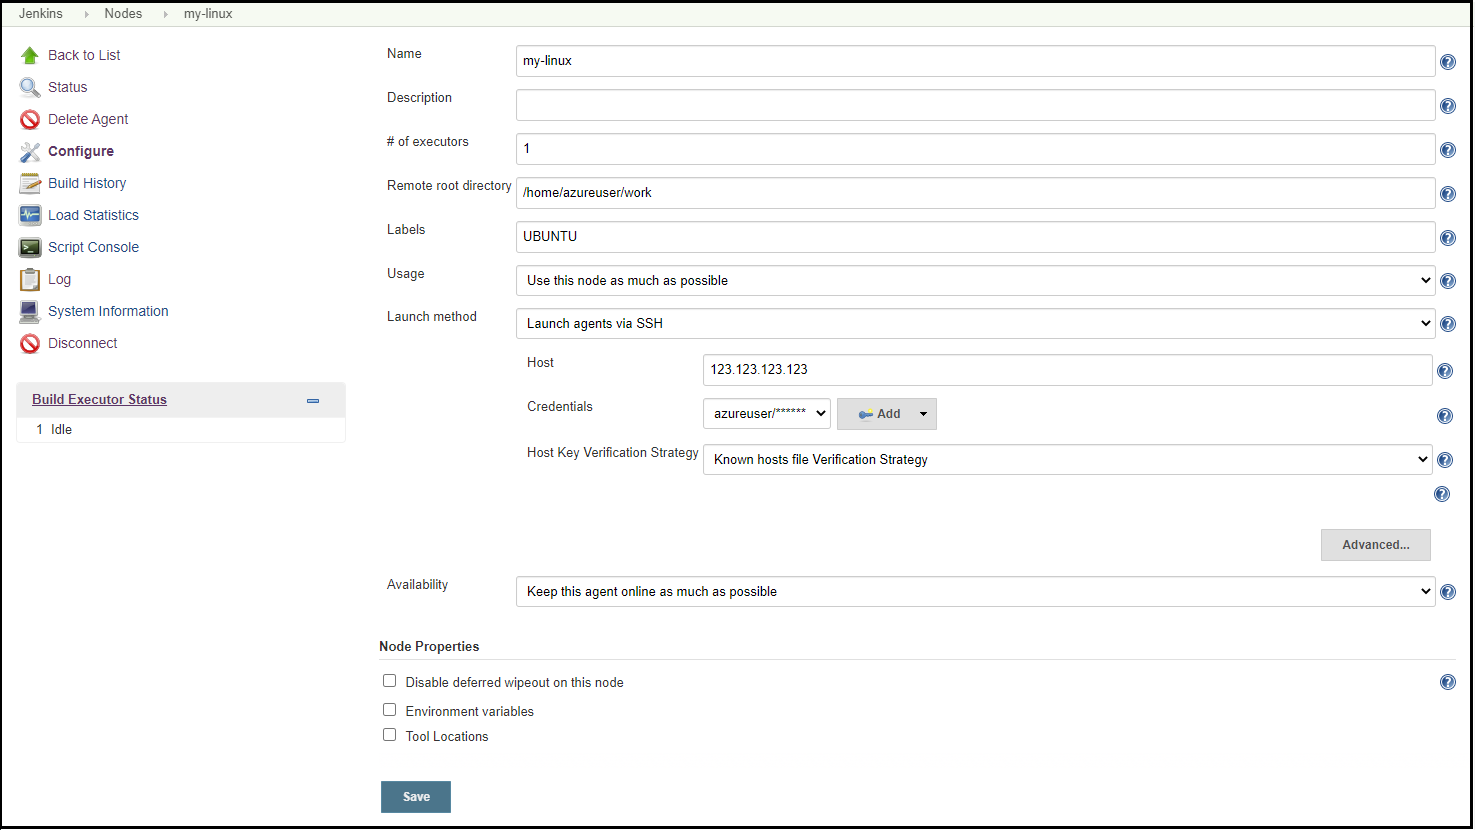 Jenkins Nodes my-linux
Back to List
Status
Delete Agent
Configure
Build History
Load Statistics
Script Console
Log
System Information
Disconnect
Build Executor Status
1 Idle
Name my-linux
Description
# of executors 1
Remote root directory /home/azureuser/work
Labels UBUNTU
Usage Use this node as much as possible
Launch method Launch agents via SSH
Host 123.123.123.123
Credentials azureuser/****** Add
Host Key Verification Strategy Known hosts file Verification Strategy
Advanced...
Availability Keep this agent online as much as possible
Node Properties
Disable deferred wipeout on this node
Environment variables
Tool Locations
Save